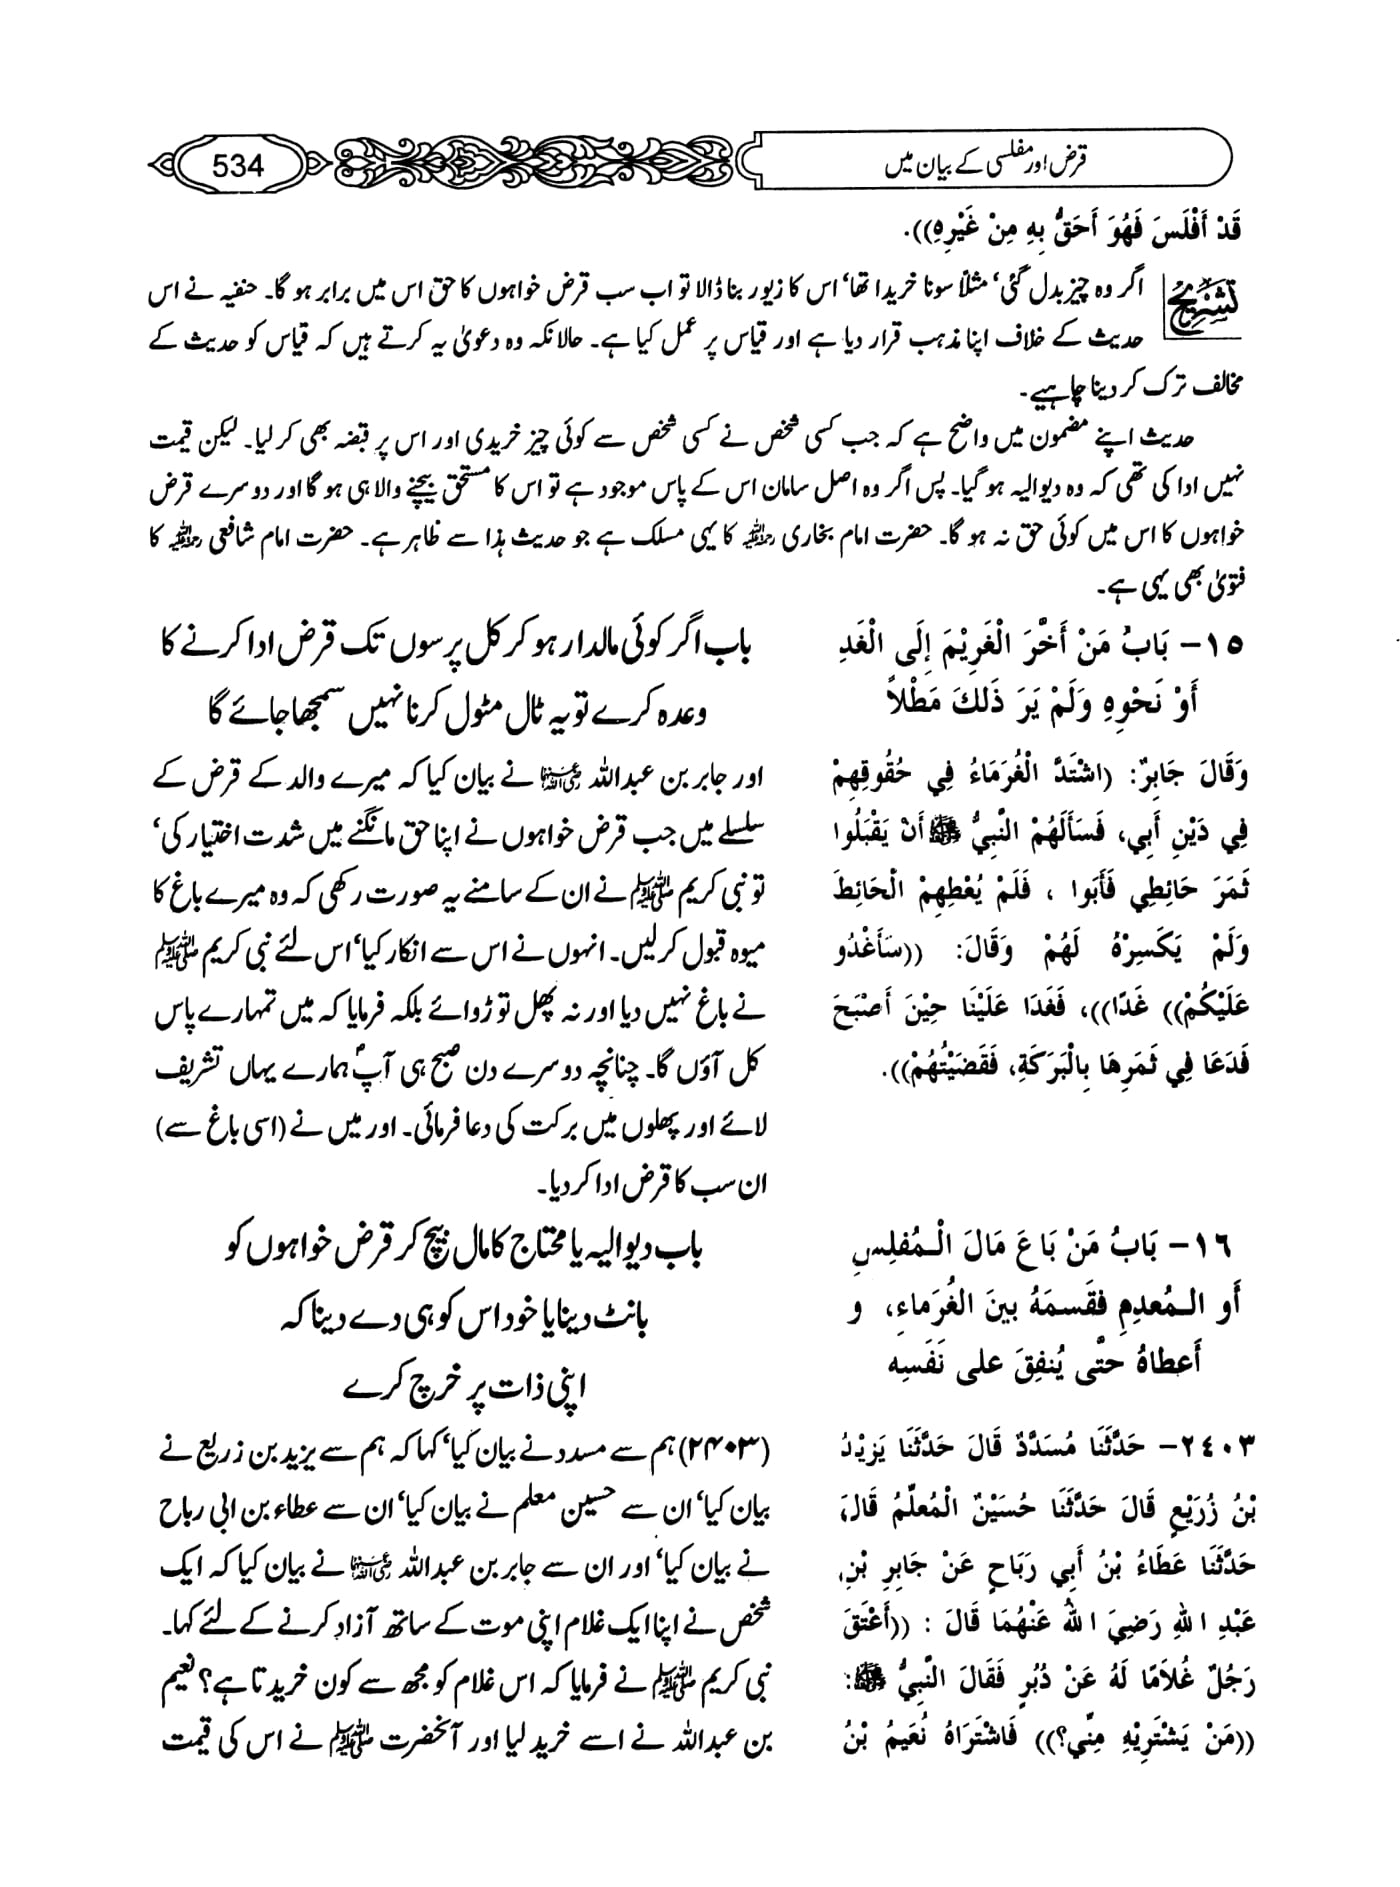 قرض اور مفلسی کے بیان میں
534
قَدْ أَفْلَسَ فَهُوَ أَحَقُّ بِهِ مِنْ غَيْرِهِ)).
تشریح
اگر وہ چیز بدل گئی‘ مثلاً سونا خریدا تھا‘ اس کا زیور بنا ڈالا تو اب سب قرض خواہوں کا حق اس میں برابر ہو گا۔ حنفیہ نے اس
حدیث کے خلاف اپنا مذہب قرار دیا ہے اور قیاس پر عمل کیا ہے۔ حالانکہ وہ دعویٰ یہ کرتے ہیں کہ قیاس کو حدیث کے
مخالف ترک کر دینا چاہیے۔
حدیث اپنے مضمون میں واضح ہے کہ جب کسی شخص نے کسی شخص سے کوئی چیز خریدی اور اس پر قبضہ بھی کر لیا۔ لیکن قیمت
نہیں ادا کی تھی کہ وہ دیوالیہ ہو گیا۔ پس اگر وہ اصل سامان اس کے پاس موجود ہے تو اس کا مستحق بیچنے والا ہی ہو گا اور دوسرے قرض
خواہوں کا اس میں کوئی حق نہ ہو گا۔ حضرت امام بخاری رحمہ اللہ کا یہی مسلک ہے جو حدیث ہذا سے ظاہر ہے۔ حضرت امام شافعی رحمہ اللہ کا
فتویٰ بھی یہی ہے۔
١٥- بَابُ مَنْ أَخَّرَ الْغَرِيْمَ إِلَى الْغَدِ
أَوْ نَحْوِهِ وَلَمْ يَرَ ذَلِكَ مَطْلاً
وَقَالَ جَابِرٌ: (اشْتَدَّ الْغُرَمَاءُ فِي حُقُوقِهِمْ
فِي دَيْنِ أَبِي، فَسَأَلَهُمْ النَّبِيُّ ﷺ أَنْ يَقْبَلُوا
ثَمَرَ حَائِطِي فَأَبَوا ، فَلَمْ يُعْطِهِمْ الْحَائِطَ
وَلَمْ يَكْسِرْهُ لَهُمْ وَقَالَ: ((سَأَغْدُو
عَلَيْكُمْ)) غَدًا))، فَغَدَا عَلَيْنَا حِيْنَ أَصْبَحَ
فَدَعَا فِي ثَمَرِهَا بِالْبَرَكَةِ، فَقَضَيْتُهُمْ)).
باب اگر کوئی مالدار ہو کر کل پرسوں تک قرض ادا کرنے کا
وعدہ کرے تو یہ ٹال مٹول کرنا نہیں سمجھا جائے گا
اور جابر بن عبداللہ رضی اللہ عنہما نے بیان کیا کہ میرے والد کے قرض کے
سلسلے میں جب قرض خواہوں نے اپنا حق مانگنے میں شدت اختیار کی‘
تو نبی کریم ﷺ نے ان کے سامنے یہ صورت رکھی کہ وہ میرے باغ کا
میوہ قبول کر لیں۔ انہوں نے اس سے انکار کیا‘ اس لئے نبی کریم ﷺ
نے باغ نہیں دیا اور نہ پھل توڑوائے بلکہ فرمایا کہ میں تمہارے پاس
کل آؤں گا۔ چنانچہ دوسرے دن صبح ہی آپؐ ہمارے یہاں تشریف
لائے اور پھلوں میں برکت کی دعا فرمائی۔ اور میں نے (اسی باغ سے)
ان سب کا قرض ادا کر دیا۔
١٦- بَابُ مَنْ بَاعَ مَالَ الْـمُفلِسِ
أَو الـمُعدِمِ فقَسمَهُ بينَ الغُرَماءِ، و
أَعطاهُ حتَّى يُنفِقَ على نَفَسِه
باب دیوالیہ یا محتاج کا مال بیچ کر قرض خواہوں کو
بانٹ دینا یا خود اس کو ہی دے دینا کہ
اپنی ذات پر خرچ کرے
٢٤٠٣- حَدَّثَنَا مُسَدَّدٌ قَالَ حَدَّثَنَا يَزِيْدُ
بْنُ زُرَيْعٍ قَالَ حَدَّثَنَا حُسَيْنٌ الْمُعلِّمُ قَالَ
حَدَّثَنَا عَطَاءُ بْنُ أَبِي رَبَاحٍ عَنْ جَابِرِ بْنِ
عَبْدِ اللهِ رَضِيَ اللهُ عَنْهُمَا قَالَ : ((أَعْتَقَ
رَجُلٌ غُلاَمًا لَهُ عَنْ دُبُرٍ فَقَالَ النَّبِيُّ ﷺ:
((مَنْ يَشْتَرِيْهِ مِنِّي؟)) فَاشْتَرَاهُ نُعَيمُ بْنُ
(۲۴۰۳) ہم سے مسدد نے بیان کیا‘ کہا کہ ہم سے یزید بن زریع نے
بیان کیا‘ ان سے حسین معلم نے بیان کیا‘ ان سے عطاء بن ابی رباح
نے بیان کیا‘ اور ان سے جابر بن عبداللہ رضی اللہ عنہما نے بیان کیا کہ ایک
شخص نے اپنا ایک غلام اپنی موت کے ساتھ آزاد کرنے کے لئے کہا۔
نبی کریم ﷺ نے فرمایا کہ اس غلام کو مجھ سے کون خریدتا ہے؟ نعیم
بن عبداللہ نے اسے خرید لیا اور آنحضرت ﷺ نے اس کی قیمت